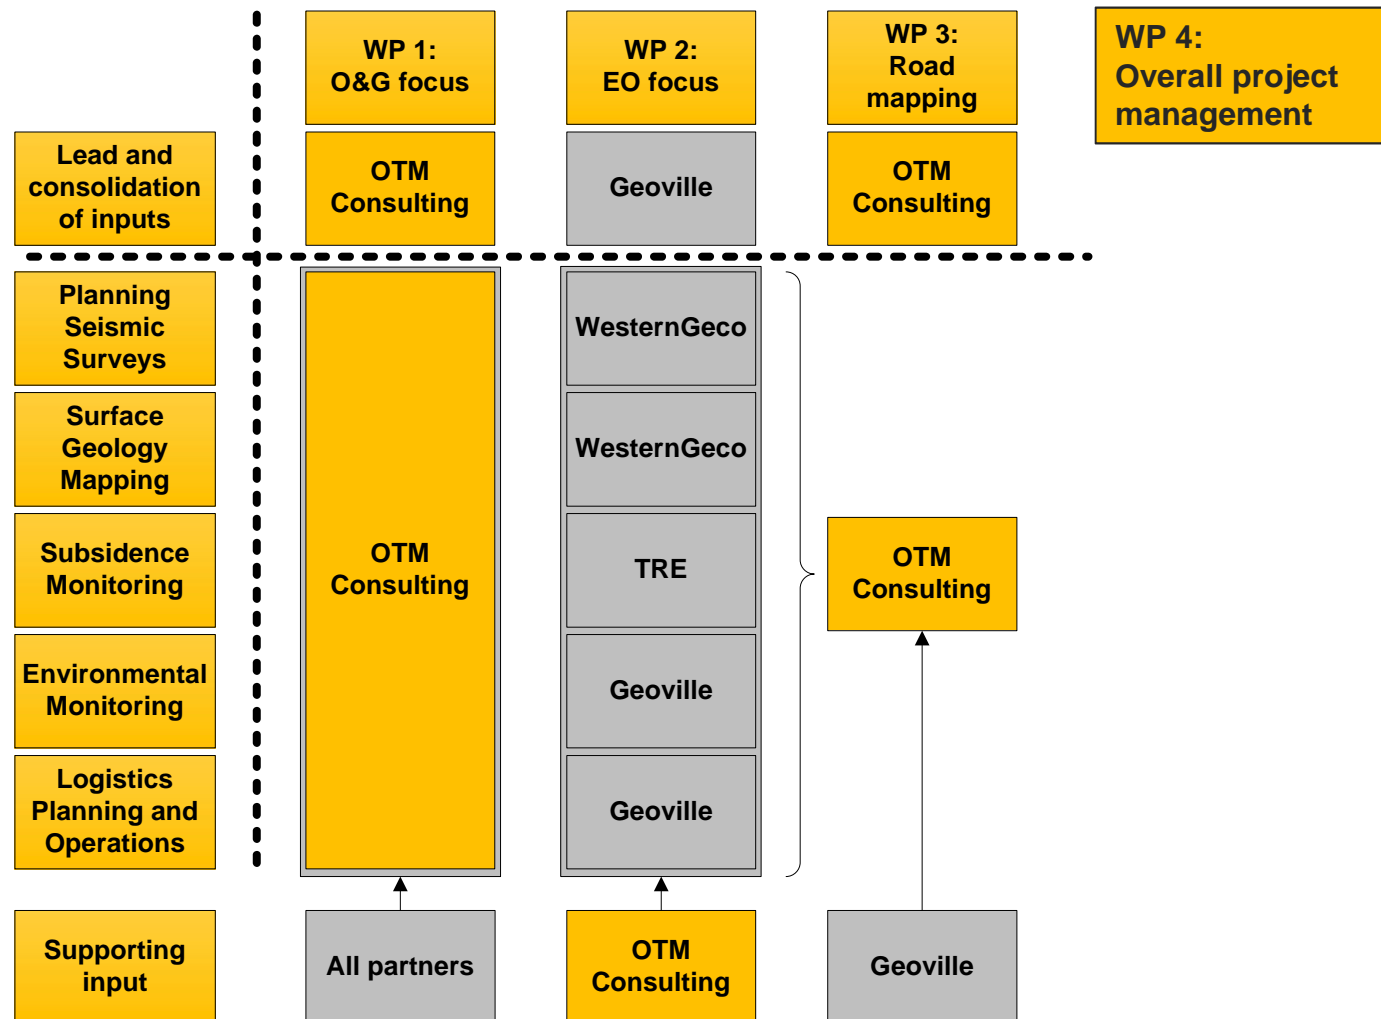 WP 1:
O&G focus
WP 2:
EO focus
WP 3:
Road
mapping
WP 4:
Overall project
management
Lead and
consolidation
of inputs
OTM
Consulting
Geoville
OTM
Consulting
Planning
Seismic
Surveys
WesternGeco
Surface
Geology
Mapping
WesternGeco
Subsidence
Monitoring
OTM
Consulting
TRE
OTM
Consulting
Environmental
Monitoring
Geoville
Logistics
Planning and
Operations
Geoville
Supporting
input
All partners
OTM
Consulting
Geoville